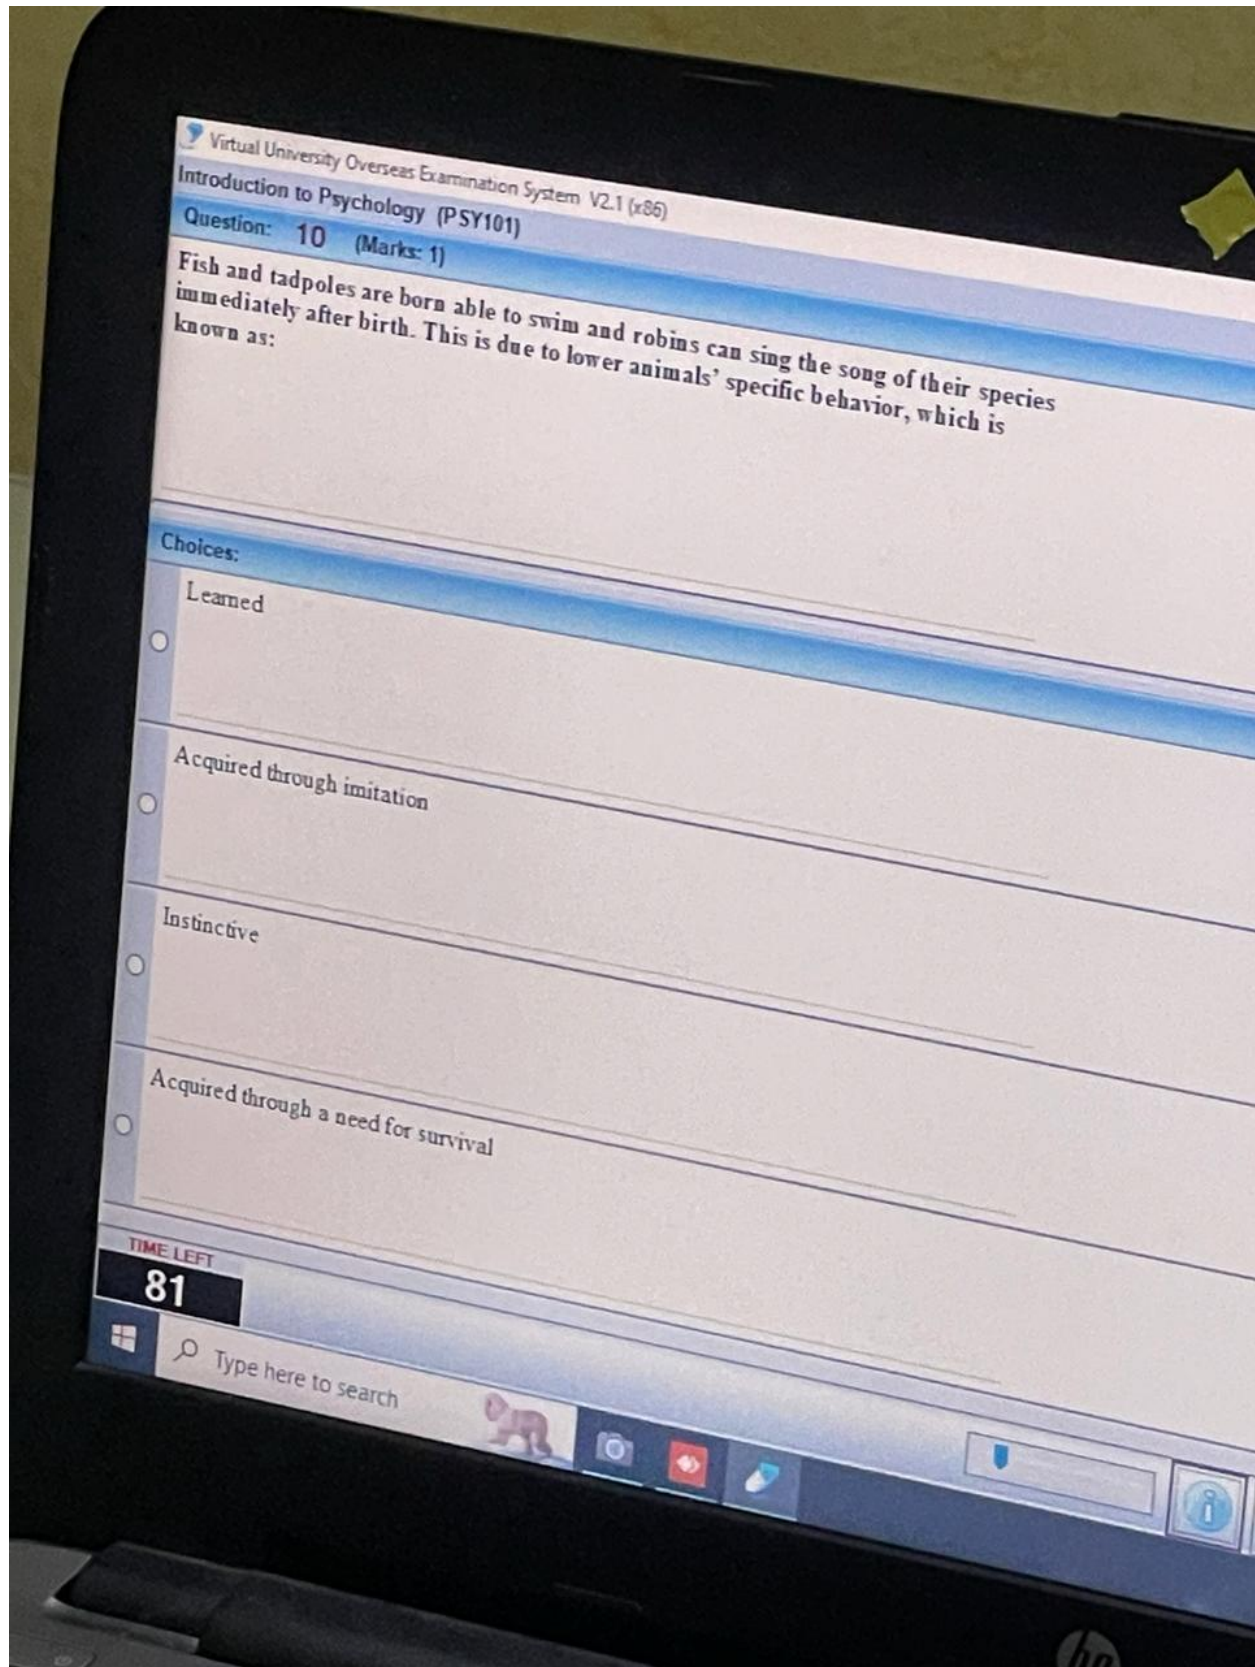 Virtual University Overseas Examination System V2.1 (x86)
Introduction to Psychology (PSY101)
Question: 10 (Marks: 1)
Fish and tadpoles are born able to swim and robins can sing the song of their species
immediately after birth. This is due to lower animals’ specific behavior, which is
known as:
Choices:
Learned
Acquired through imitation
Instinctive
Acquired through a need for survival
TIME LEFT
81
Type here to search
hp